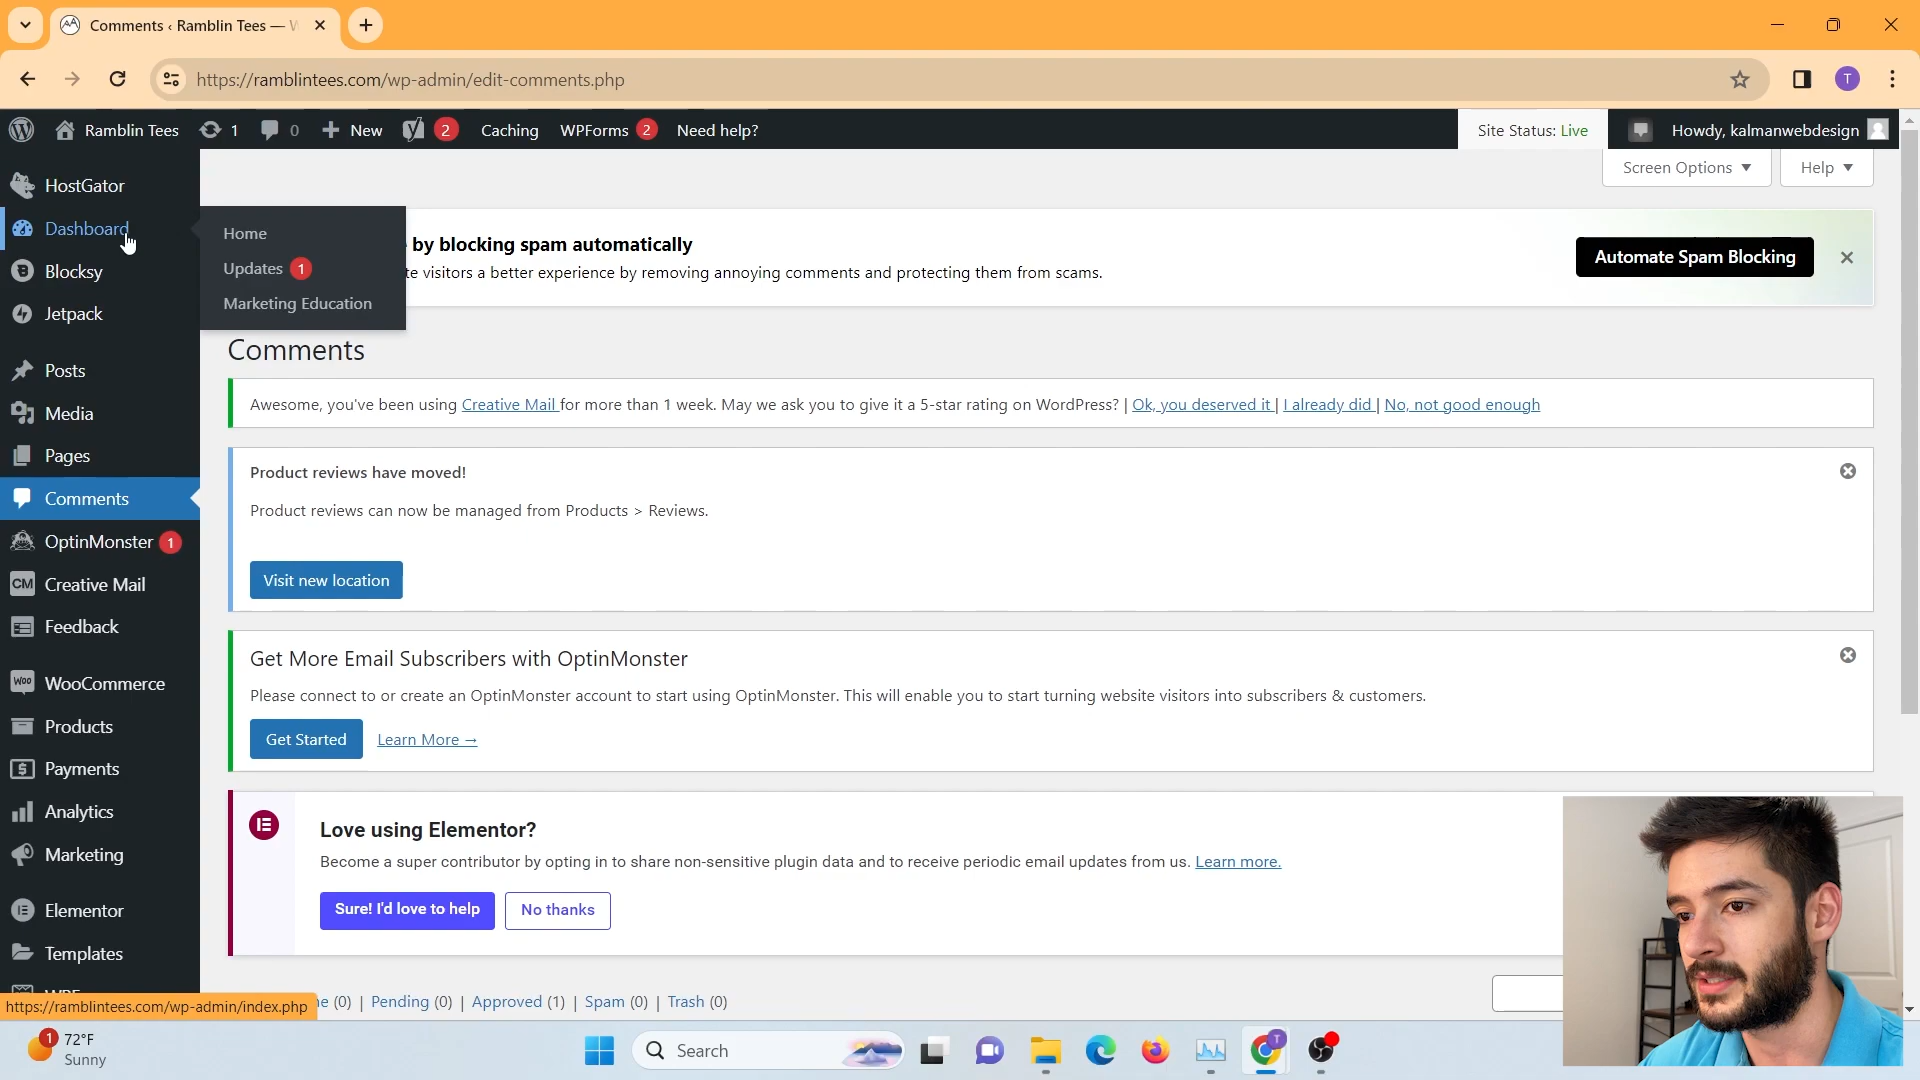 Comments ‹ Ramblin Tees — W
https://ramblintees.com/wp-admin/edit-comments.php
T
Ramblin Tees 1 0 New 2 Caching WPForms 2 Need help? Site Status: Live Howdy, kalmanwebdesign
Screen Options Help
HostGator
Dashboard
Blocksy
Jetpack
Posts
Media
Pages
Comments
OptinMonster 1
CM Creative Mail
Feedback
Woo WooCommerce
Products
Payments
Analytics
Marketing
Elementor
Templates
Home
Updates 1
Marketing Education
by blocking spam automatically
te visitors a better experience by removing annoying comments and protecting them from scams.
Automate Spam Blocking
Comments
Awesome, you've been using Creative Mail for more than 1 week. May we ask you to give it a 5-star rating on WordPress? | Ok, you deserved it | I already did | No, not good enough
Product reviews have moved!
Product reviews can now be managed from Products > Reviews.
Visit new location
Get More Email Subscribers with OptinMonster
Please connect to or create an OptinMonster account to start using OptinMonster. This will enable you to start turning website visitors into subscribers & customers.
Get Started Learn More →
Love using Elementor?
Become a super contributor by opting in to share non-sensitive plugin data and to receive periodic email updates from us. Learn more.
Sure! I'd love to help No thanks
https://ramblintees.com/wp-admin/index.php
ne (0) | Pending (0) | Approved (1) | Spam (0) | Trash (0)
1 72°F
Sunny
Search
T